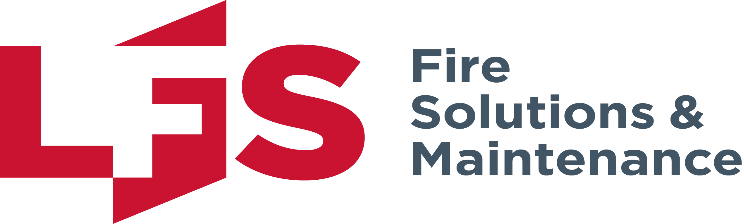 LFS
Fire
Solutions &
Maintenance